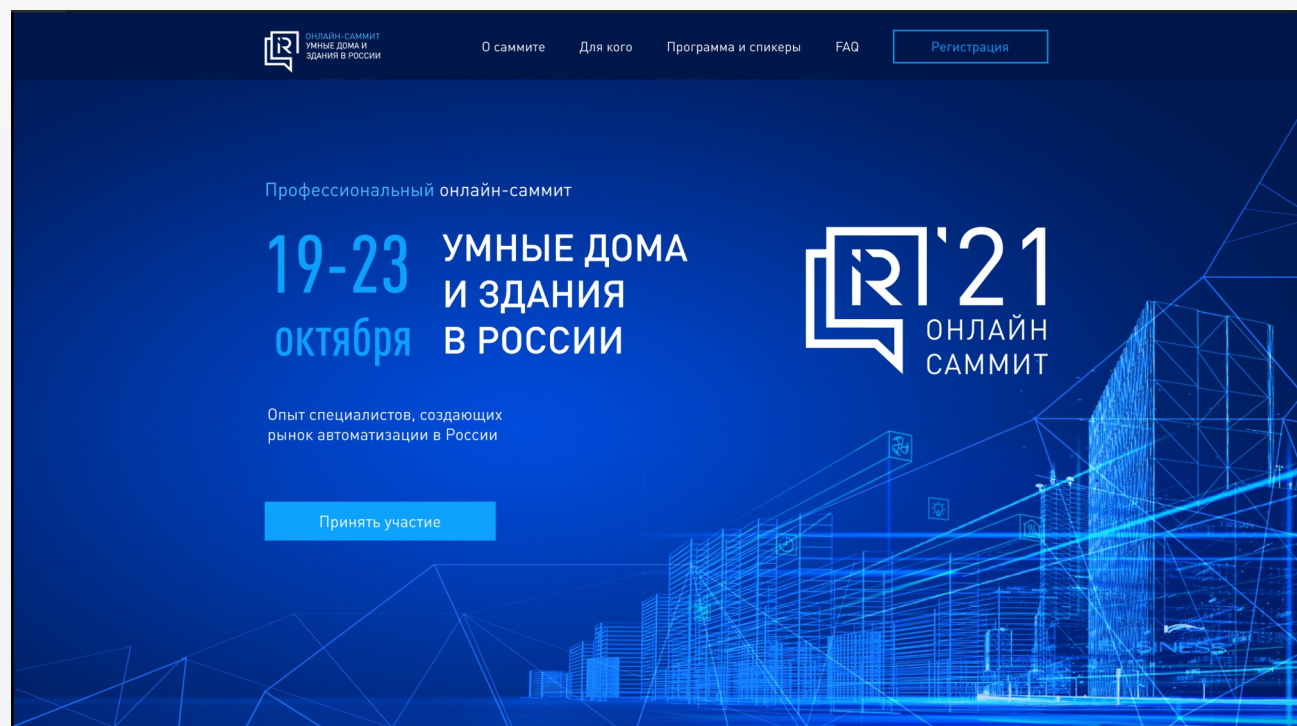 ОНЛАЙН-САММИТ
УМНЫЕ ДОМА И
ЗДАНИЯ В РОССИИ
О саммите Для кого Программа и спикеры FAQ Регистрация
Профессиональный онлайн-саммит
19-23
октября
УМНЫЕ ДОМА
И ЗДАНИЯ
В РОССИИ
R '21
ОНЛАЙН
САММИТ
Опыт специалистов, создающих
рынок автоматизации в России
Принять участие
SINESS